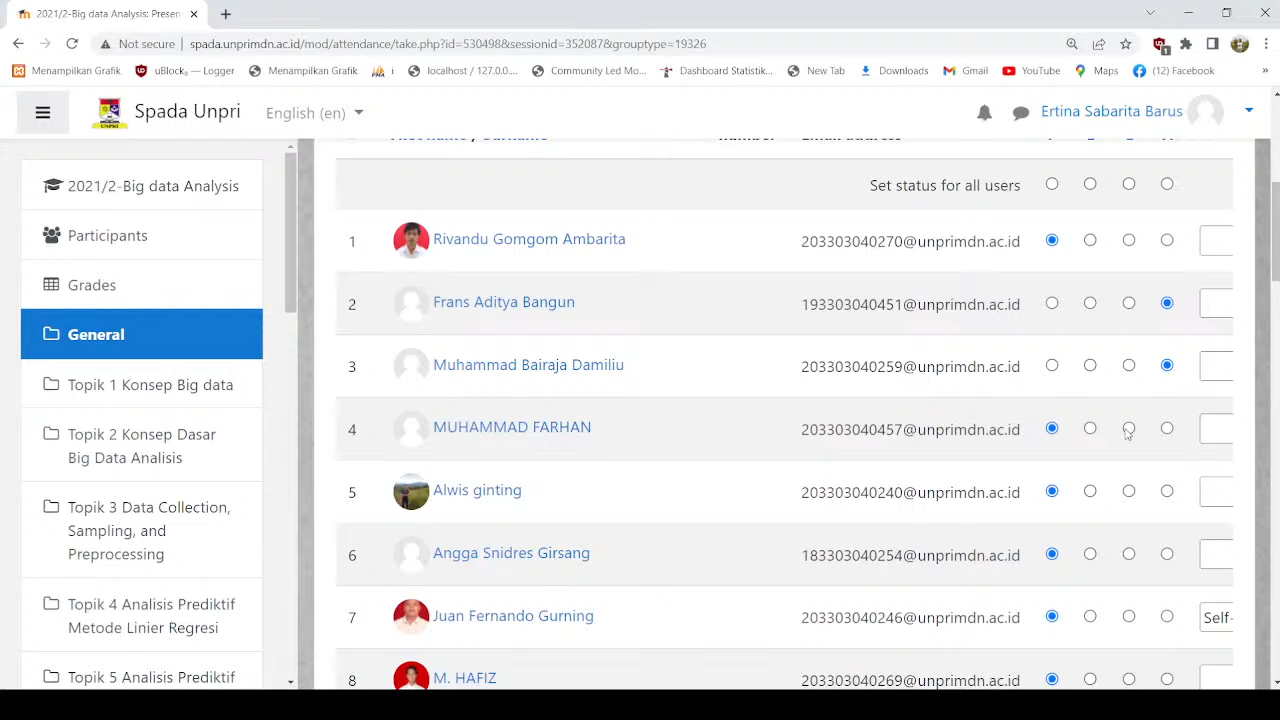 2021/2-Big data Analysis: Presen
Not secure | spada.unprimdn.ac.id/mod/attendance/take.php?id=530498&sessionid=352087&grouptype=19326
Menampilkan Grafik uBlock₀ — Logger Menampilkan Grafik i localhost / 127.0.0.... Community Led Mo... Dashboard Statistik... New Tab Downloads Gmail YouTube Maps (12) Facebook »
UNPRI Spada Unpri English (en) Ertina Sabarita Barus
2021/2-Big data Analysis
Participants
Grades
General
Topik 1 Konsep Big data
Topik 2 Konsep Dasar
Big Data Analysis
Topik 3 Data Collection,
Sampling, and
Preprocessing
Topik 4 Analisis Prediktif
Metode Linier Regresi
Topik 5 Analisis Prediktif
Set status for all users
1 Rivandu Gomgom Ambarita 203303040270@unprimdn.ac.id
2 Frans Aditya Bangun 193303040451@unprimdn.ac.id
3 Muhammad Bairaja Damiliu 203303040259@unprimdn.ac.id
4 MUHAMMAD FARHAN 203303040457@unprimdn.ac.id
5 Alwis ginting 203303040240@unprimdn.ac.id
6 Angga Snidres Girsang 183303040254@unprimdn.ac.id
7 Juan Fernando Gurning 203303040246@unprimdn.ac.id Self-
8 M. HAFIZ 203303040269@unprimdn.ac.id